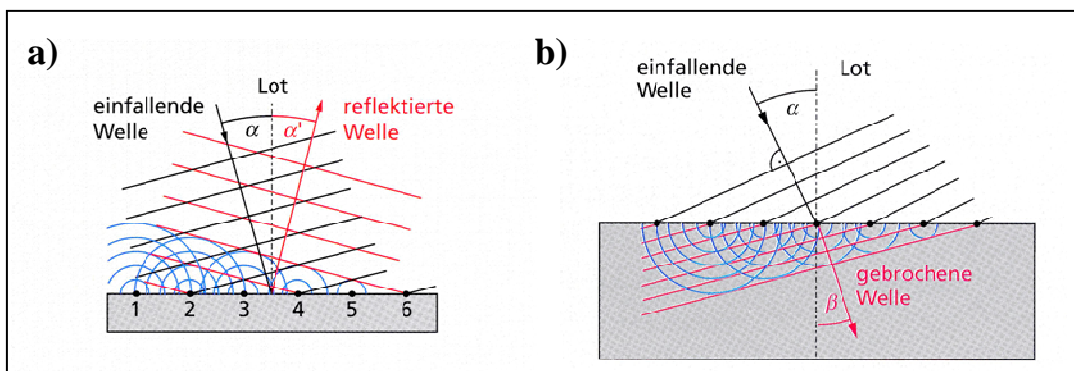 a)
Lot
einfallende
Welle
α
α'
reflektierte
Welle
1 2 3 4 5 6
b)
einfallende
Welle
Lot
α
gebrochene
Welle
β